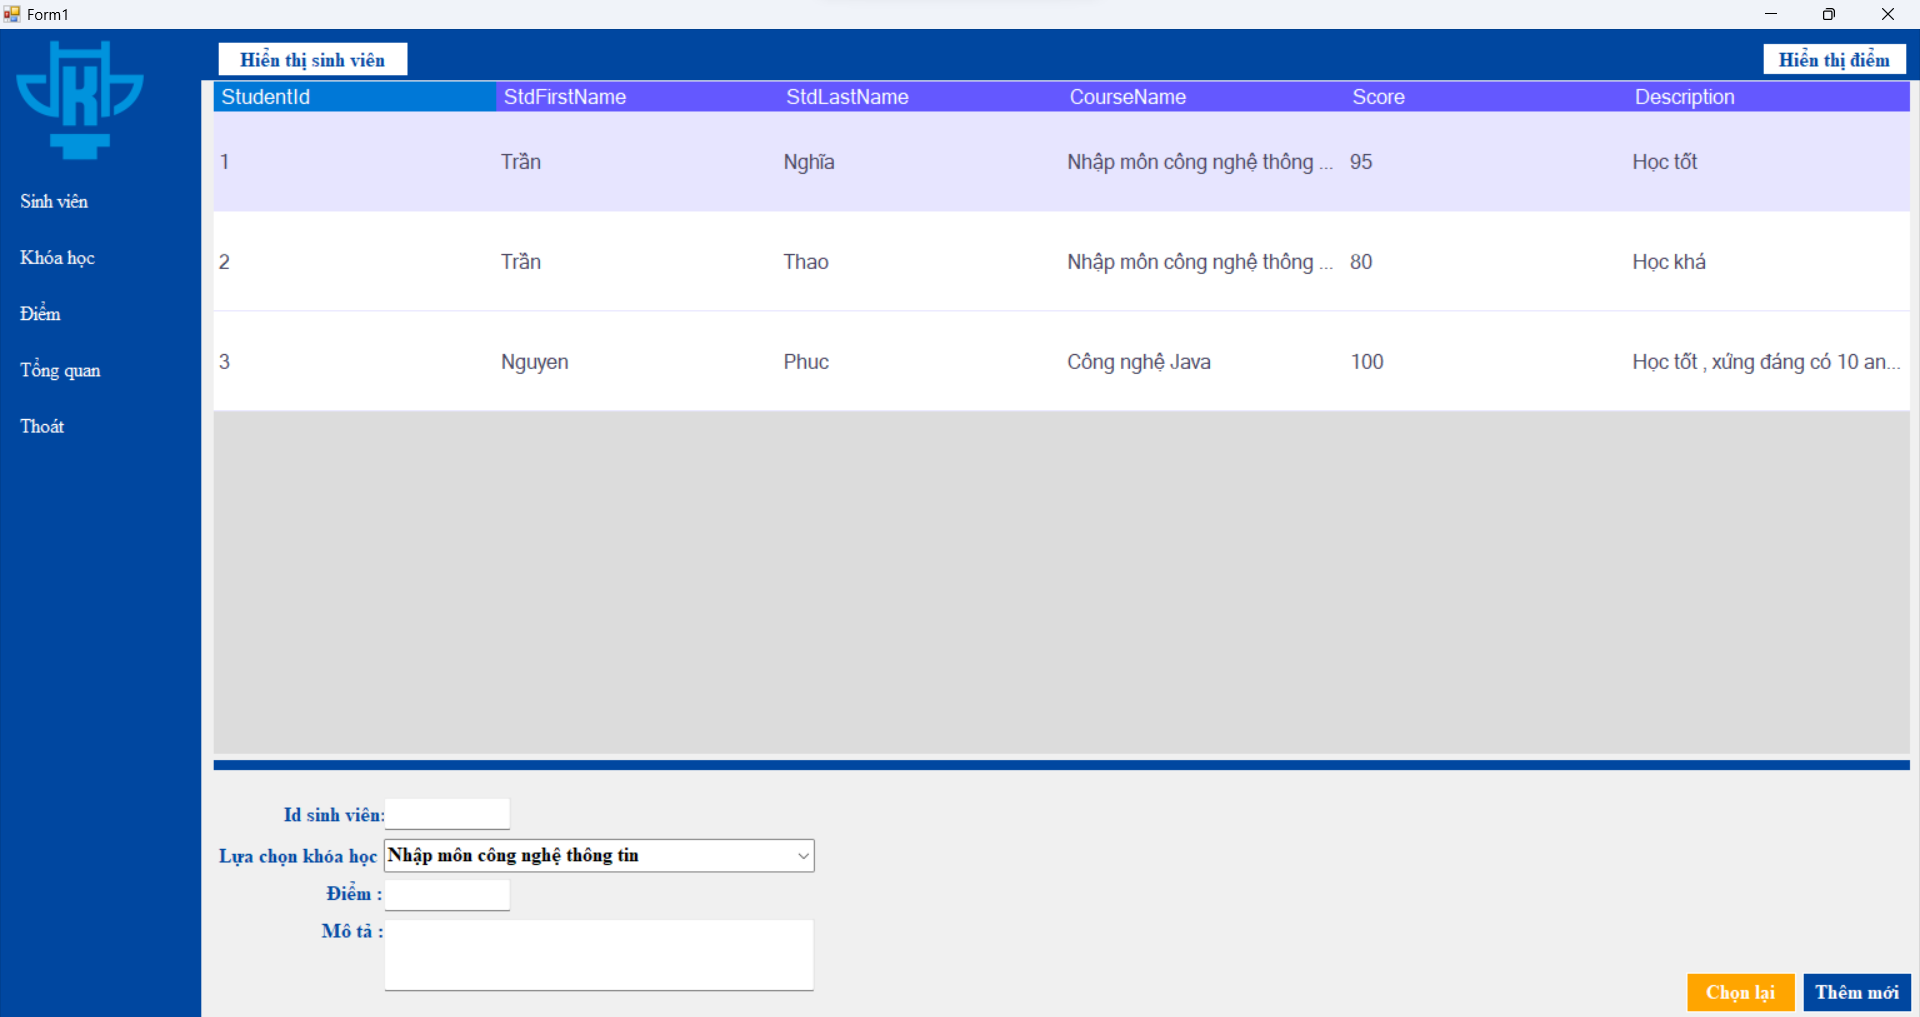 Form1
Hiển thị sinh viên
Hiển thị điểm
Sinh viên
Khóa học
Điểm
Tổng quan
Thoát
StudentId StdFirstName StdLastName CourseName Score Description
1 Trần Nghĩa Nhập môn công nghệ thông ... 95 Học tốt
2 Trần Thao Nhập môn công nghệ thông ... 80 Học khá
3 Nguyen Phuc Công nghệ Java 100 Học tốt , xứng đáng có 10 an...
Id sinh viên:
Lựa chọn khóa học Nhập môn công nghệ thông tin
Điểm :
Mô tả :
Chọn lại
Thêm mới